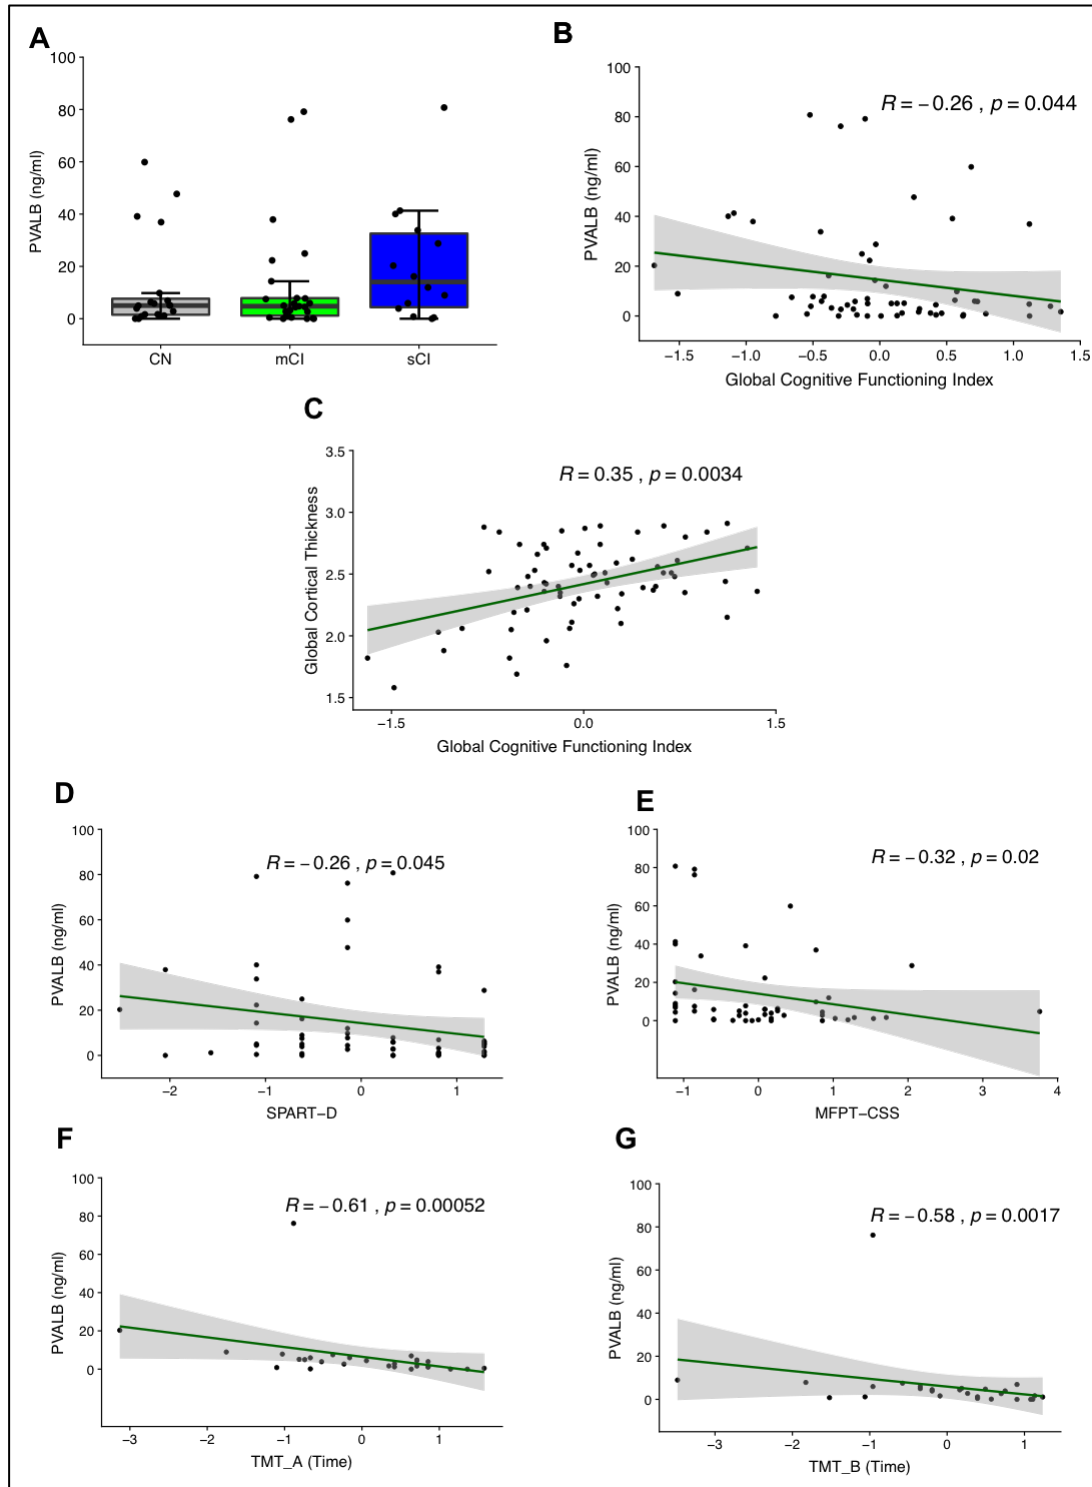 A
100
80
60
40
20
0
PVALB (ng/ml)
CN mCI sCI
B
100
80
60
40
20
0
PVALB (ng/ml)
R = −0.26 , p = 0.044
−1.5 −1.0 −0.5 0.0 0.5 1.0 1.5
Global Cognitive Functioning Index
C
3.5
3.0
2.5
2.0
1.5
Global Cortical Thickness
R = 0.35 , p = 0.0034
−1.5 0.0 1.5
Global Cognitive Functioning Index
D
100
80
60
40
20
0
PVALB (ng/ml)
R = −0.26 , p = 0.045
−2 −1 0 1
SPART−D
E
100
80
60
40
20
0
PVALB (ng/ml)
R = −0.32 , p = 0.02
−1 0 1 2 3 4
MFPT−CSS
F
100
80
60
40
20
0
PVALB (ng/ml)
R = −0.61 , p = 0.00052
−3 −2 −1 0 1
TMT_A (Time)
G
100
80
60
40
20
0
PVALB (ng/ml)
R = −0.58 , p = 0.0017
−3 −2 −1 0 1
TMT_B (Time)